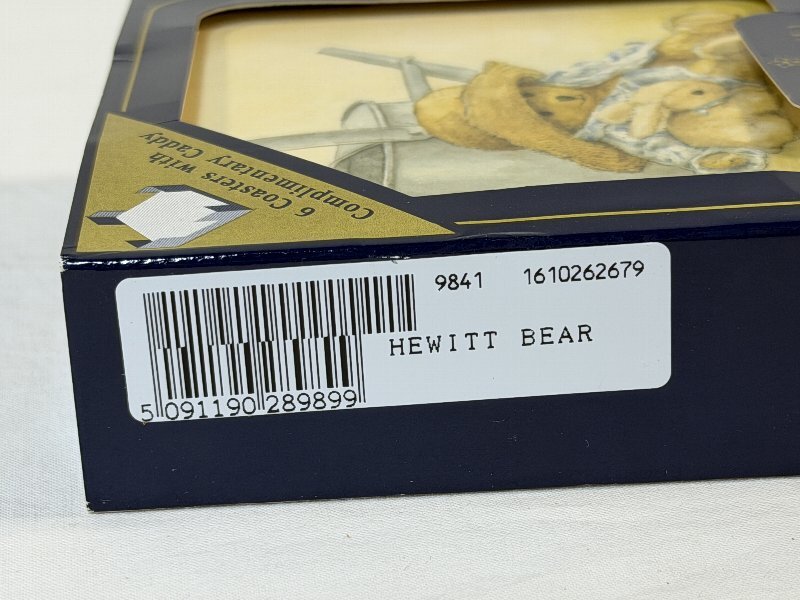 6 Coasters with
Complimentary Caddy
9841 1610262679
HEWITT BEAR
5 091190 289899